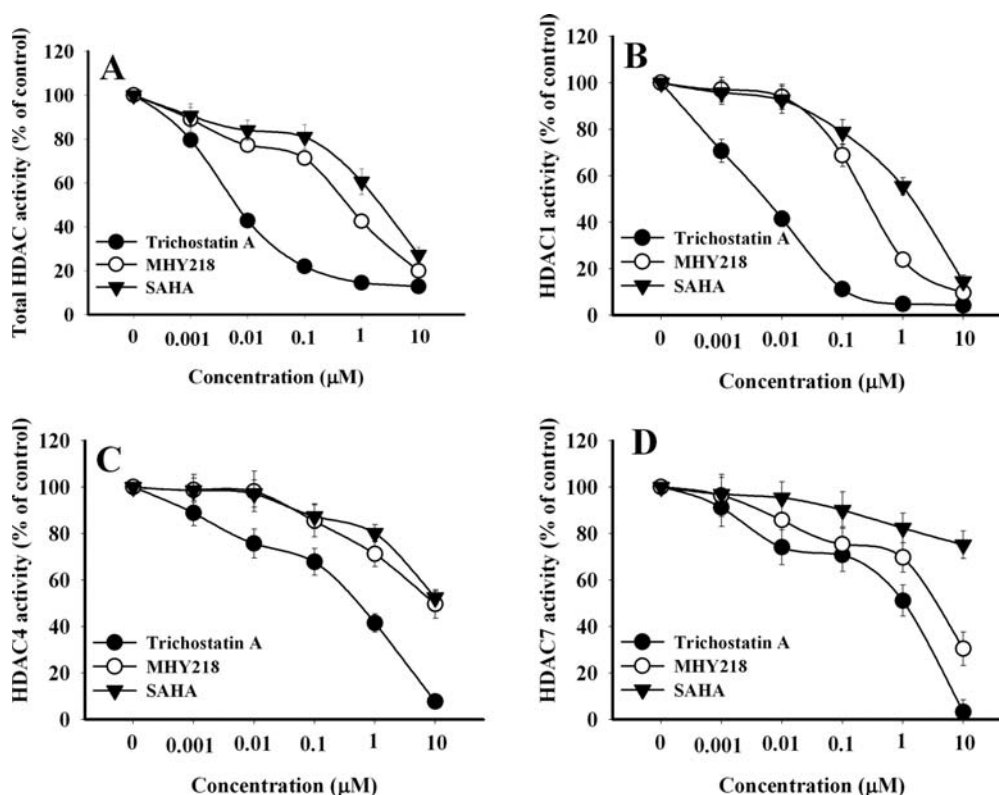 A
Total HDAC activity (% of control)
120
100
80
60
40
20
0
Trichostatin A
MHY218
SAHA
0 0.001 0.01 0.1 1 10
Concentration (μM)
B
HDAC1 activity (% of control)
120
100
80
60
40
20
0
Trichostatin A
MHY218
SAHA
0 0.001 0.01 0.1 1 10
Concentration (μM)
C
HDAC4 activity (% of control)
120
100
80
60
40
20
0
Trichostatin A
MHY218
SAHA
0 0.001 0.01 0.1 1 10
Concentration (μM)
D
HDAC7 activity (% of control)
120
100
80
60
40
20
0
Trichostatin A
MHY218
SAHA
0 0.001 0.01 0.1 1 10
Concentration (μM)